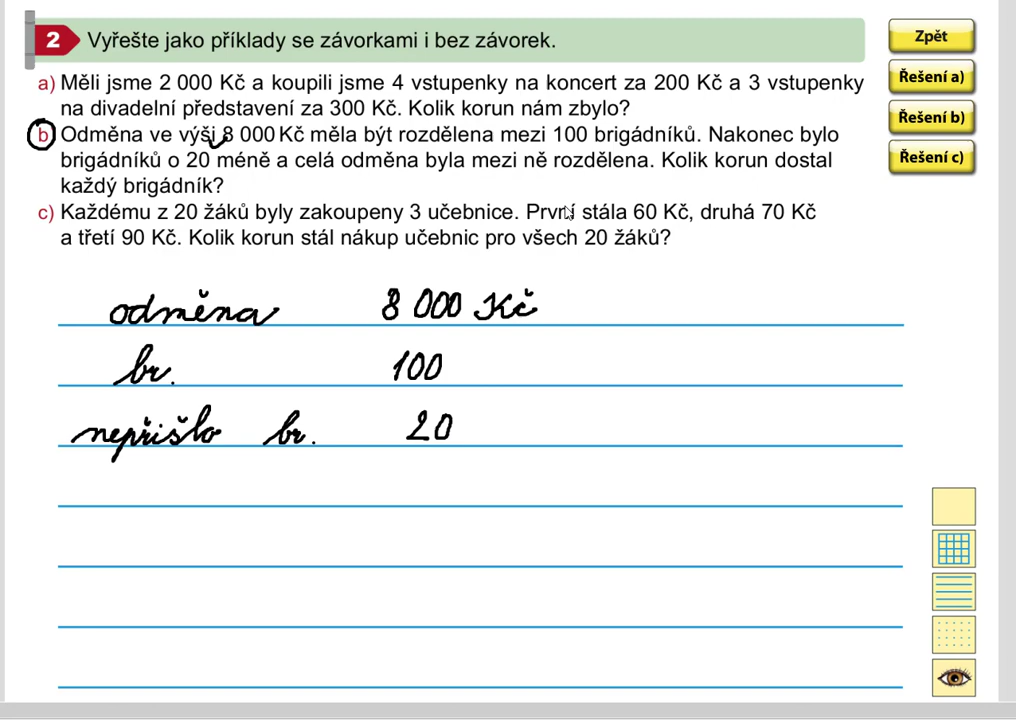 2 Vyřešte jako příklady se závorkami i bez závorek.
Zpět
Řešení a)
Řešení b)
Řešení c)
a) Měli jsme 2 000 Kč a koupili jsme 4 vstupenky na koncert za 200 Kč a 3 vstupenky
na divadelní představení za 300 Kč. Kolik korun nám zbylo?
b) Odměna ve výši 8 000 Kč měla být rozdělena mezi 100 brigádníků. Nakonec bylo
brigádníků o 20 méně a celá odměna byla mezi ně rozdělena. Kolik korun dostal
každý brigádník?
c) Každému z 20 žáků byly zakoupeny 3 učebnice. První stála 60 Kč, druhá 70 Kč
a třetí 90 Kč. Kolik korun stál nákup učebnic pro všech 20 žáků?
odměna 8 000 Kč
br. 100
nepřišlo br. 20